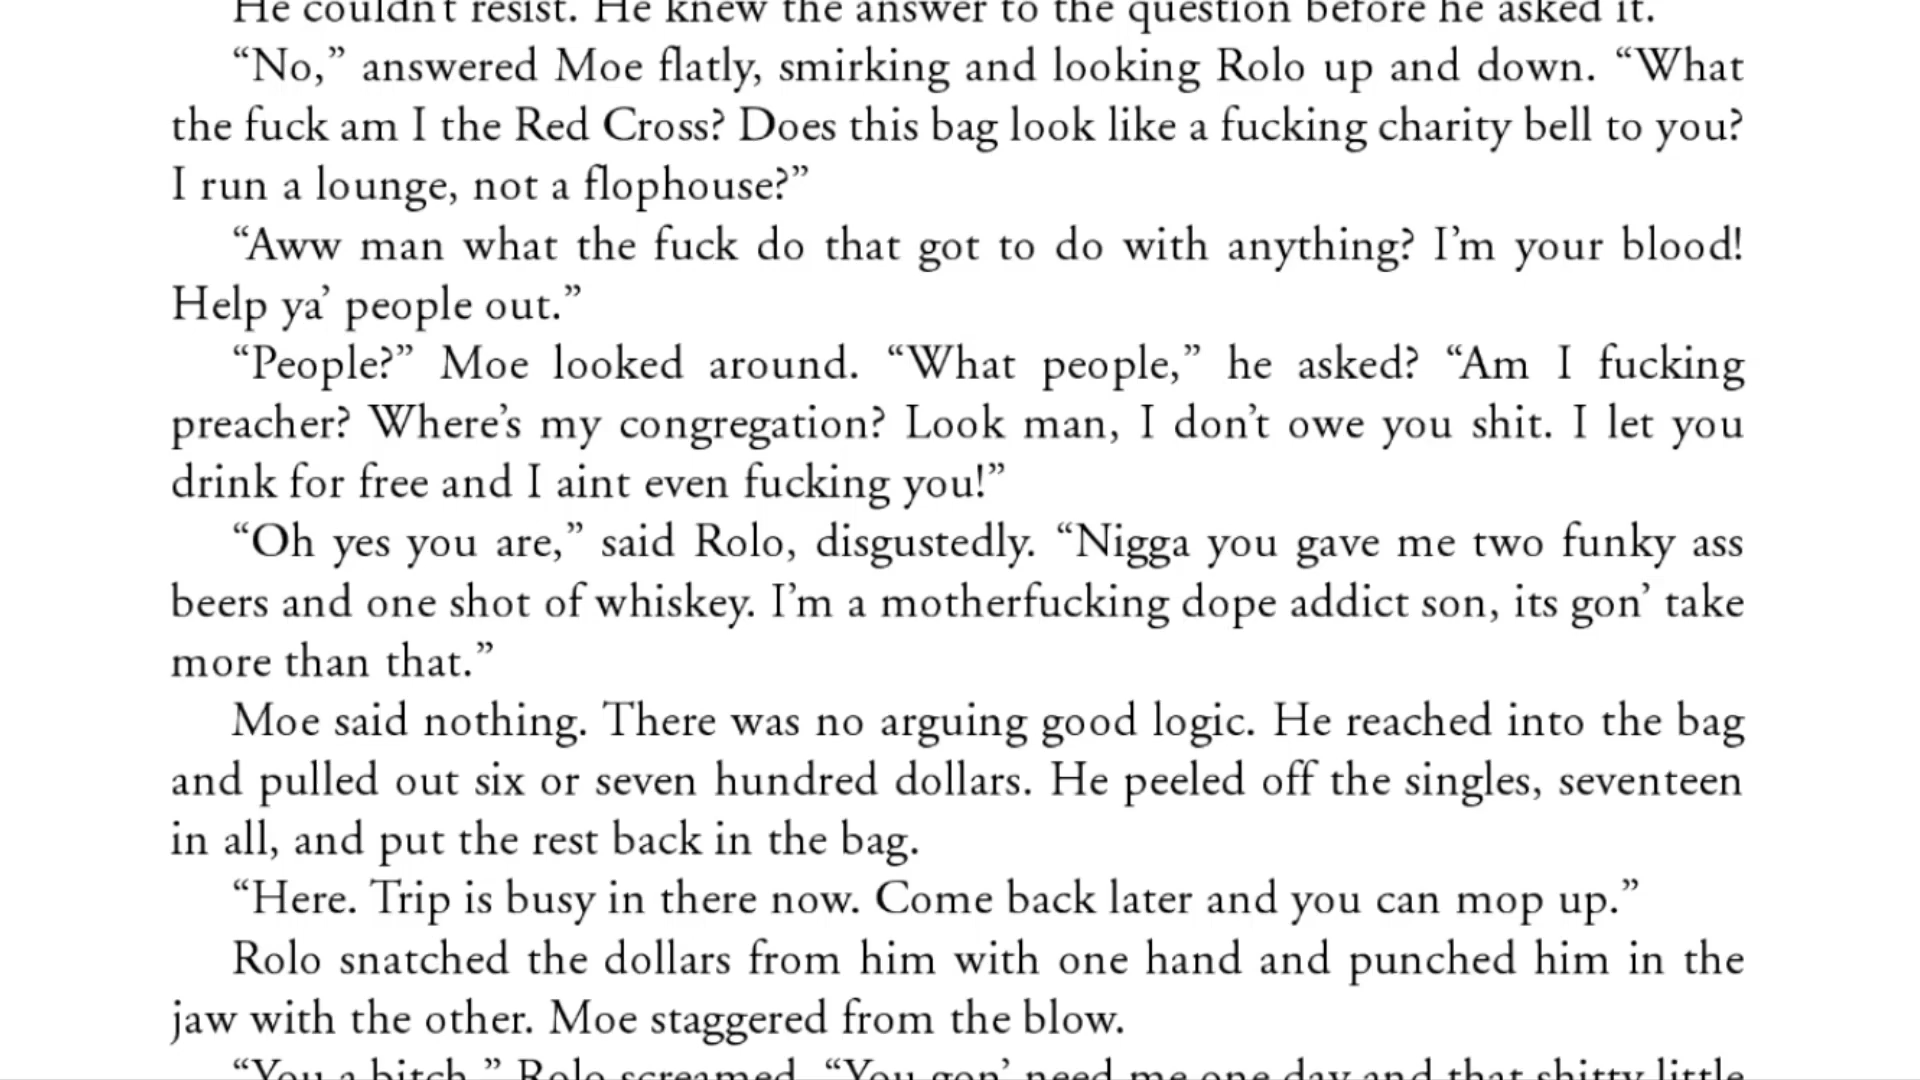 He couldn't resist. He knew the answer to the question before he asked it.
“No,” answered Moe flatly, smirking and looking Rolo up and down. “What
the fuck am I the Red Cross? Does this bag look like a fucking charity bell to you?
I run a lounge, not a flophouse?”
“Aww man what the fuck do that got to do with anything? I’m your blood!
Help ya’ people out.”
“People?” Moe looked around. “What people,” he asked? “Am I fucking
preacher? Where’s my congregation? Look man, I don’t owe you shit. I let you
drink for free and I aint even fucking you!”
“Oh yes you are,” said Rolo, disgustedly. “Nigga you gave me two funky ass
beers and one shot of whiskey. I’m a motherfucking dope addict son, its gon’ take
more than that.”
Moe said nothing. There was no arguing good logic. He reached into the bag
and pulled out six or seven hundred dollars. He peeled off the singles, seventeen
in all, and put the rest back in the bag.
“Here. Trip is busy in there now. Come back later and you can mop up.”
Rolo snatched the dollars from him with one hand and punched him in the
jaw with the other. Moe staggered from the blow.
“You a bitch,” Rolo screamed. “You gon’ need me one day and that shitty little